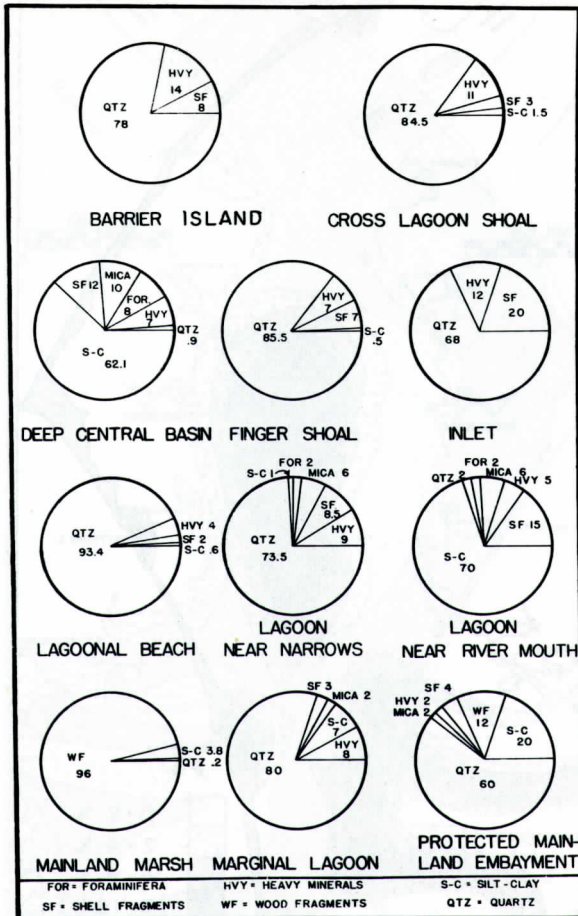 HVY
14
QTZ
78
SF
8
BARRIER ISLAND
HVY
11
QTZ
84.5
SF 3
S-C 1.5
CROSS LAGOON SHOAL
SF 12
MICA
10
FOR
8
HVY
7
QTZ
.9
S-C
62.1
DEEP CENTRAL BASIN
HVY
7
QTZ
85.5
SF 7
S-C
.5
FINGER SHOAL
HVY
12
SF
20
QTZ
68
INLET
QTZ
93.4
HVY 4
SF 2
S-C .6
LAGOONAL BEACH
FOR 2
S-C 1
MICA 6
SF
8.5
HVY
9
QTZ
73.5
LAGOON
NEAR NARROWS
FOR 2
QTZ 2
MICA 6
HVY 5
SF 15
S-C
70
LAGOON
NEAR RIVER MOUTH
WF
96
S-C 3.8
QTZ .2
MAINLAND MARSH
SF 3
MICA 2
S-C
7
HVY
8
QTZ
80
MARGINAL LAGOON
SF 4
HVY 2
MICA 2
WF
12
S-C
20
QTZ
60
PROTECTED MAIN-
LAND EMBAYMENT
FOR = FORAMINIFERA HVY = HEAVY MINERALS S-C = SILT-CLAY
SF = SHELL FRAGMENTS WF = WOOD FRAGMENTS QTZ = QUARTZ